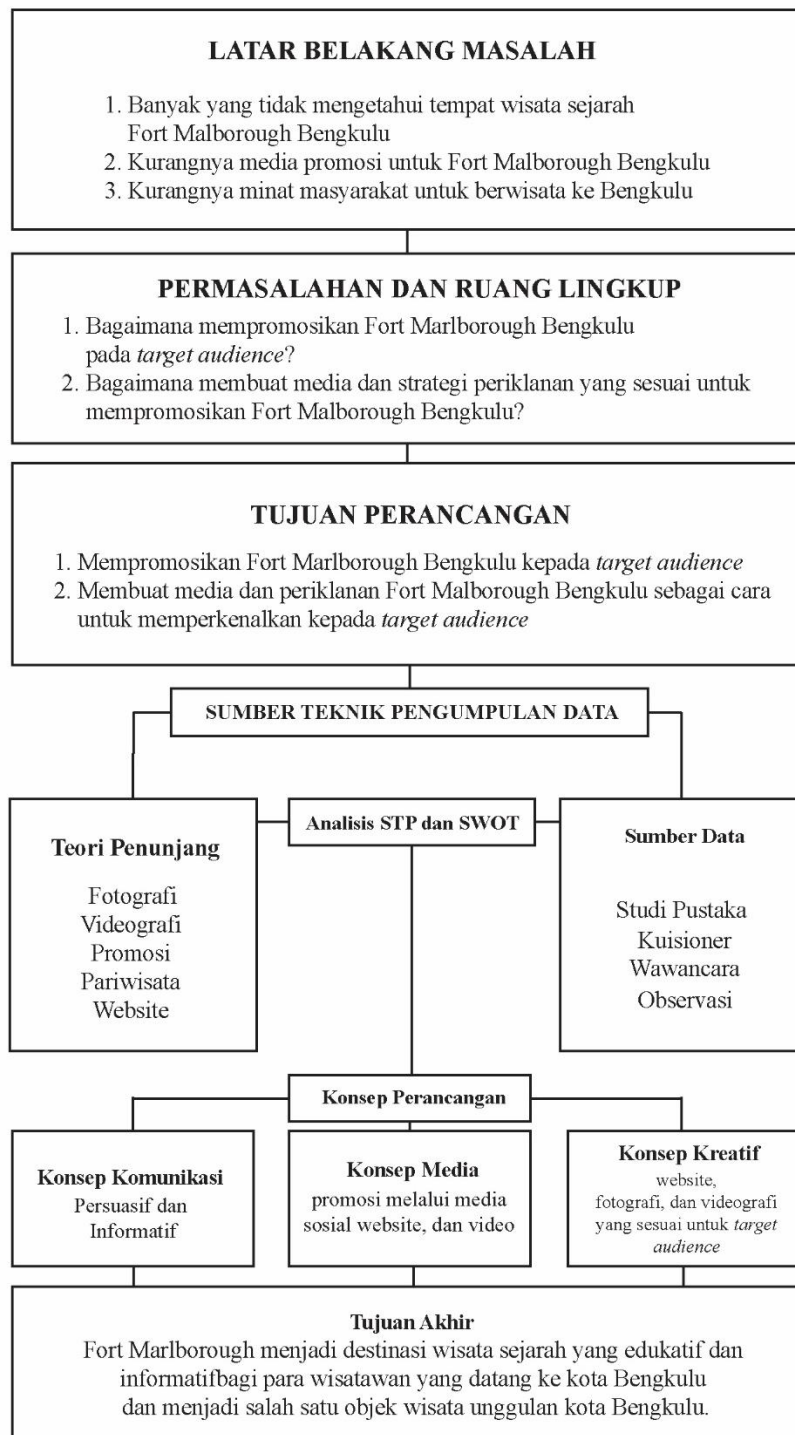 LATAR BELAKANG MASALAH
1. Banyak yang tidak mengetahui tempat wisata sejarah
Fort Malborough Bengkulu
2. Kurangnya media promosi untuk Fort Malborough Bengkulu
3. Kurangnya minat masyarakat untuk berwisata ke Bengkulu
PERMASALAHAN DAN RUANG LINGKUP
1. Bagaimana mempromosikan Fort Marlborough Bengkulu
pada target audience?
2. Bagaimana membuat media dan strategi periklanan yang sesuai untuk
mempromosikan Fort Malborough Bengkulu?
TUJUAN PERANCANGAN
1. Mempromosikan Fort Marlborough Bengkulu kepada target audience
2. Membuat media dan periklanan Fort Malborough Bengkulu sebagai cara
untuk memperkenalkan kepada target audience
SUMBER TEKNIK PENGUMPULAN DATA
Teori Penunjang
Fotografi
Videografi
Promosi
Pariwisata
Website
Analisis STP dan SWOT
Sumber Data
Studi Pustaka
Kuisioner
Wawancara
Observasi
Konsep Perancangan
Konsep Komunikasi
Persuasif dan
Informatif
Konsep Media
promosi melalui media
sosial website, dan video
Konsep Kreatif
website,
fotografi, dan videografi
yang sesuai untuk target
audience
Tujuan Akhir
Fort Marlborough menjadi destinasi wisata sejarah yang edukatif dan
informatifbagi para wisatawan yang datang ke kota Bengkulu
dan menjadi salah satu objek wisata unggulan kota Bengkulu.